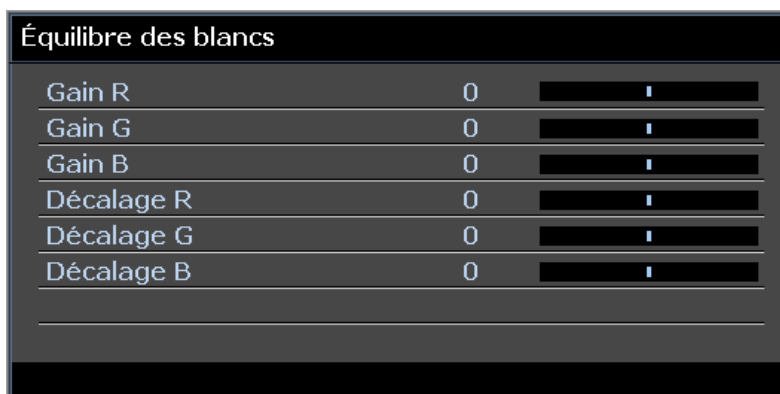 Équilibre des blancs
Gain R 0
Gain G 0
Gain B 0
Décalage R 0
Décalage G 0
Décalage B 0